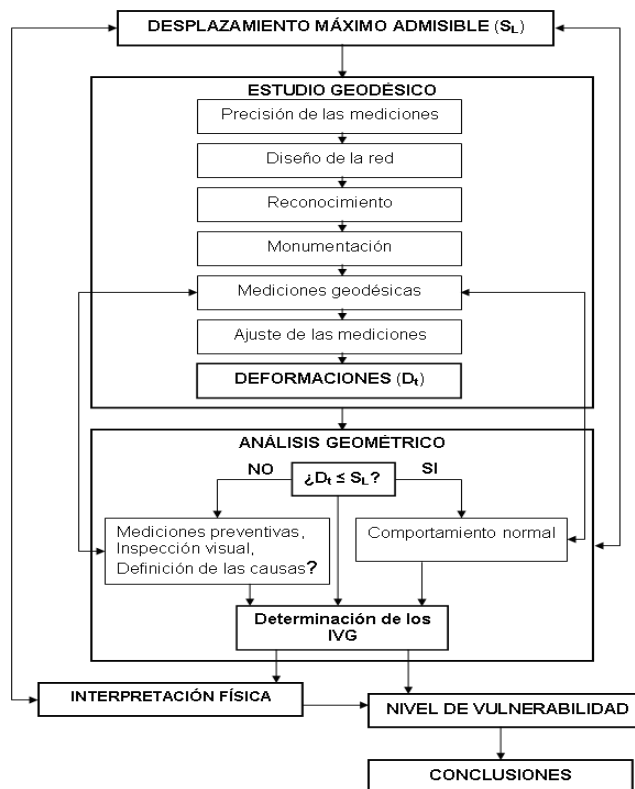 DESPLAZAMIENTO MÁXIMO ADMISIBLE (SL)
ESTUDIO GEODÉSICO
Precisión de las mediciones
Diseño de la red
Reconocimiento
Monumentación
Mediciones geodésicas
Ajuste de las mediciones
DEFORMACIONES (Dt)
ANÁLISIS GEOMÉTRICO
NO
¿Dt ≤ SL?
SI
Mediciones preventivas,
Inspección visual,
Definición de las causas?
Comportamiento normal
Determinación de los
IVG
INTERPRETACIÓN FÍSICA
NIVEL DE VULNERABILIDAD
CONCLUSIONES